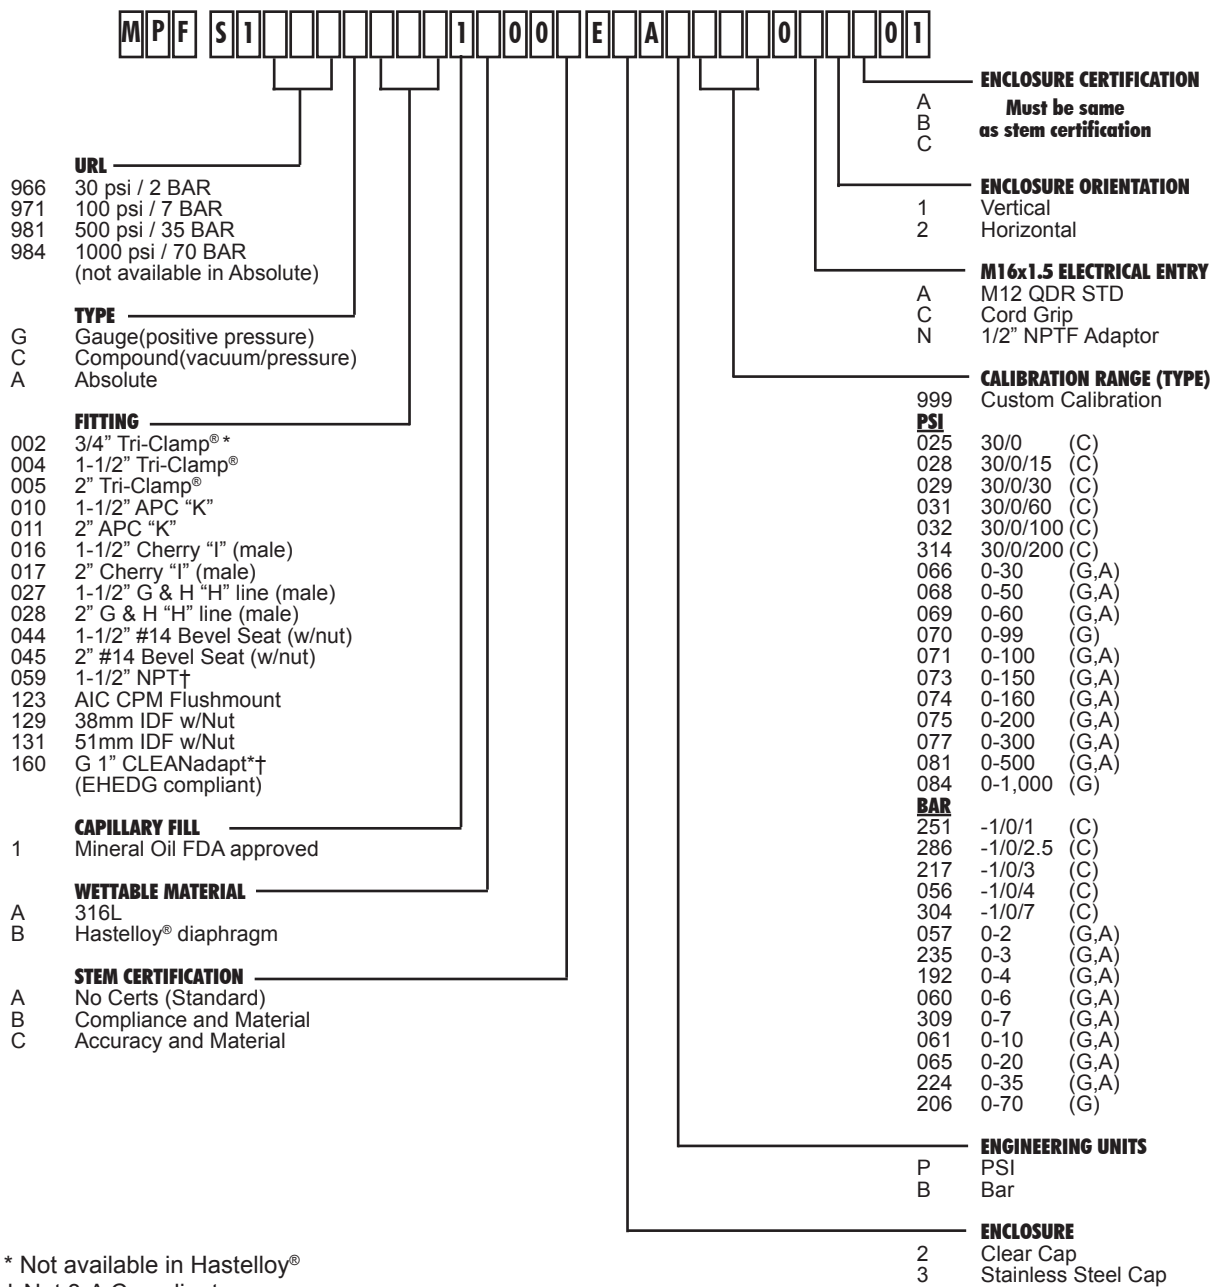 MPF S1 1 00 E A 0 01
URL
966 30 psi / 2 BAR
971 100 psi / 7 BAR
981 500 psi / 35 BAR
984 1000 psi / 70 BAR
(not available in Absolute)
TYPE
G Gauge(positive pressure)
C Compound(vacuum/pressure)
A Absolute
FITTING
002 3/4” Tri-Clamp® *
004 1-1/2” Tri-Clamp®
005 2” Tri-Clamp®
010 1-1/2” APC “K”
011 2” APC “K”
016 1-1/2” Cherry “I” (male)
017 2” Cherry “I” (male)
027 1-1/2” G & H “H” line (male)
028 2” G & H “H” line (male)
044 1-1/2” #14 Bevel Seat (w/nut)
045 2” #14 Bevel Seat (w/nut)
059 1-1/2” NPT†
123 AIC CPM Flushmount
129 38mm IDF w/Nut
131 51mm IDF w/Nut
160 G 1” CLEANadapt*†
(EHEDG compliant)
CAPILLARY FILL
1 Mineral Oil FDA approved
WETTABLE MATERIAL
A 316L
B Hastelloy® diaphragm
STEM CERTIFICATION
A No Certs (Standard)
B Compliance and Material
C Accuracy and Material
* Not available in Hastelloy®
ENCLOSURE CERTIFICATION
A Must be same
B as stem certification
C
ENCLOSURE ORIENTATION
1 Vertical
2 Horizontal
M16x1.5 ELECTRICAL ENTRY
A M12 QDR STD
C Cord Grip
N 1/2” NPTF Adaptor
CALIBRATION RANGE (TYPE)
999 Custom Calibration
PSI
025 30/0 (C)
028 30/0/15 (C)
029 30/0/30 (C)
031 30/0/60 (C)
032 30/0/100 (C)
314 30/0/200 (C)
066 0-30 (G,A)
068 0-50 (G,A)
069 0-60 (G,A)
070 0-99 (G)
071 0-100 (G,A)
073 0-150 (G,A)
074 0-160 (G,A)
075 0-200 (G,A)
077 0-300 (G,A)
081 0-500 (G,A)
084 0-1,000 (G)
BAR
251 -1/0/1 (C)
286 -1/0/2.5 (C)
217 -1/0/3 (C)
056 -1/0/4 (C)
304 -1/0/7 (C)
057 0-2 (G,A)
235 0-3 (G,A)
192 0-4 (G,A)
060 0-6 (G,A)
309 0-7 (G,A)
061 0-10 (G,A)
065 0-20 (G,A)
224 0-35 (G,A)
206 0-70 (G)
ENGINEERING UNITS
P PSI
B Bar
ENCLOSURE
2 Clear Cap
3 Stainless Steel Cap